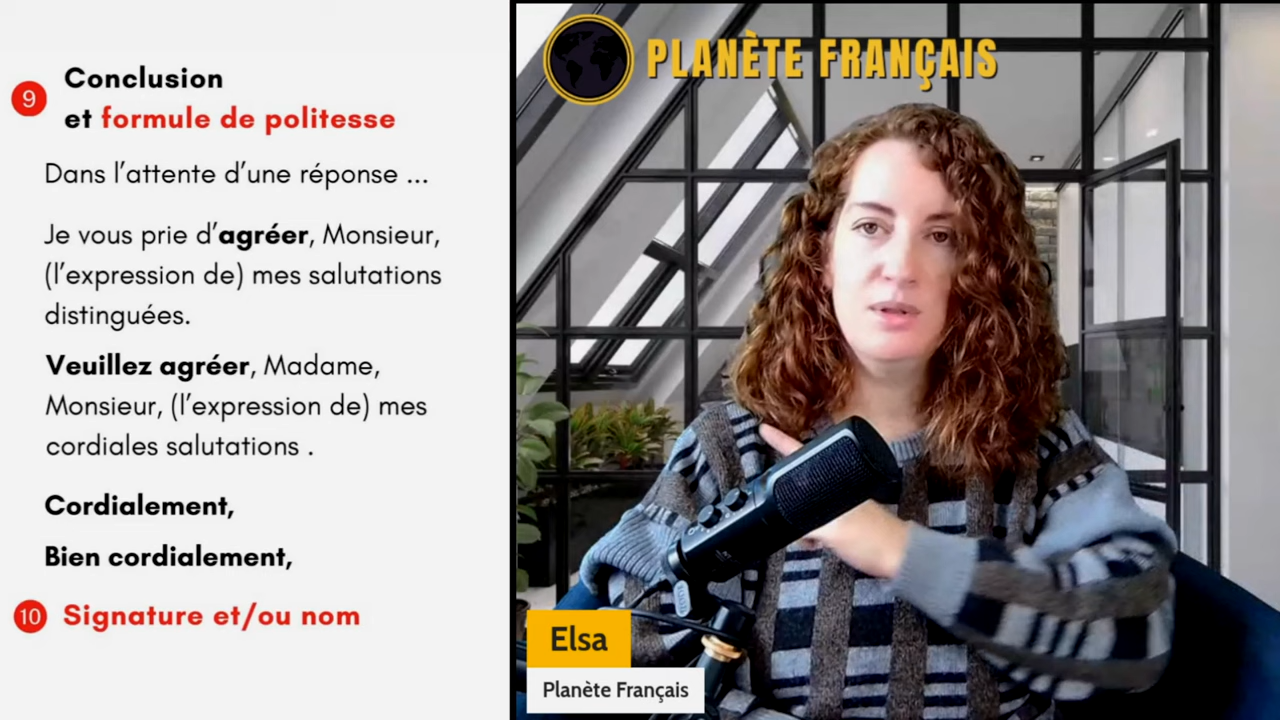 9
Conclusion
et formule de politesse
Dans l'attente d'une réponse ...
Je vous prie d'agréer, Monsieur,
(l'expression de) mes salutations
distinguées.
Veuillez agréer, Madame,
Monsieur, (l'expression de) mes
cordiales salutations .
Cordialement,
Bien cordialement,
10 Signature et/ou nom
PLANÈTE FRANÇAIS
Elsa
Planète Français